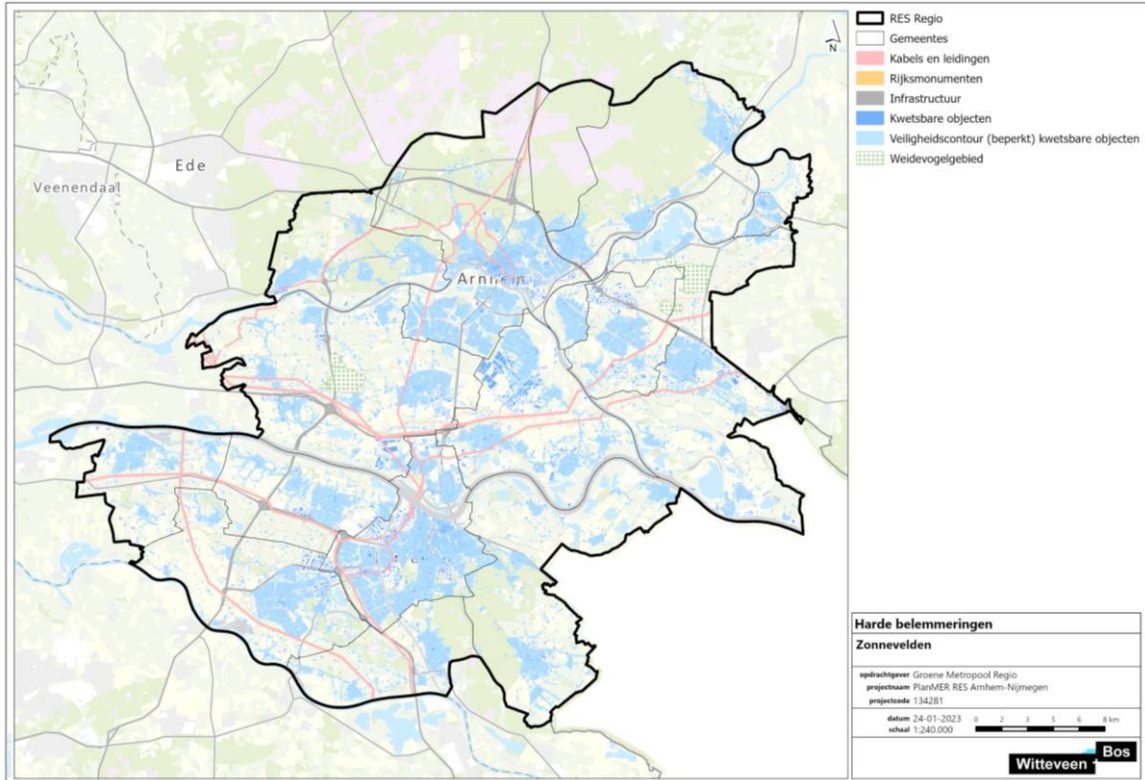 N
RES Regio
Gemeentes
Kabels en leidingen
Rijksmonumenten
Infrastructuur
Kwetsbare objecten
Veiligheidscontour (beperkt) kwetsbare objecten
Weidevogelgebied
Ede
Veenendaal
Arnhem
Harde belemmeringen
Zonnevelden
opdrachtgever Groene Metropool Regio
projectnaam PlanMER RES Arnhem-Nijmegen
projectcode 134281
datum 24-01-2023
schaal 1:240.000
0 2 3 5 6 8 km
Witteveen + Bos